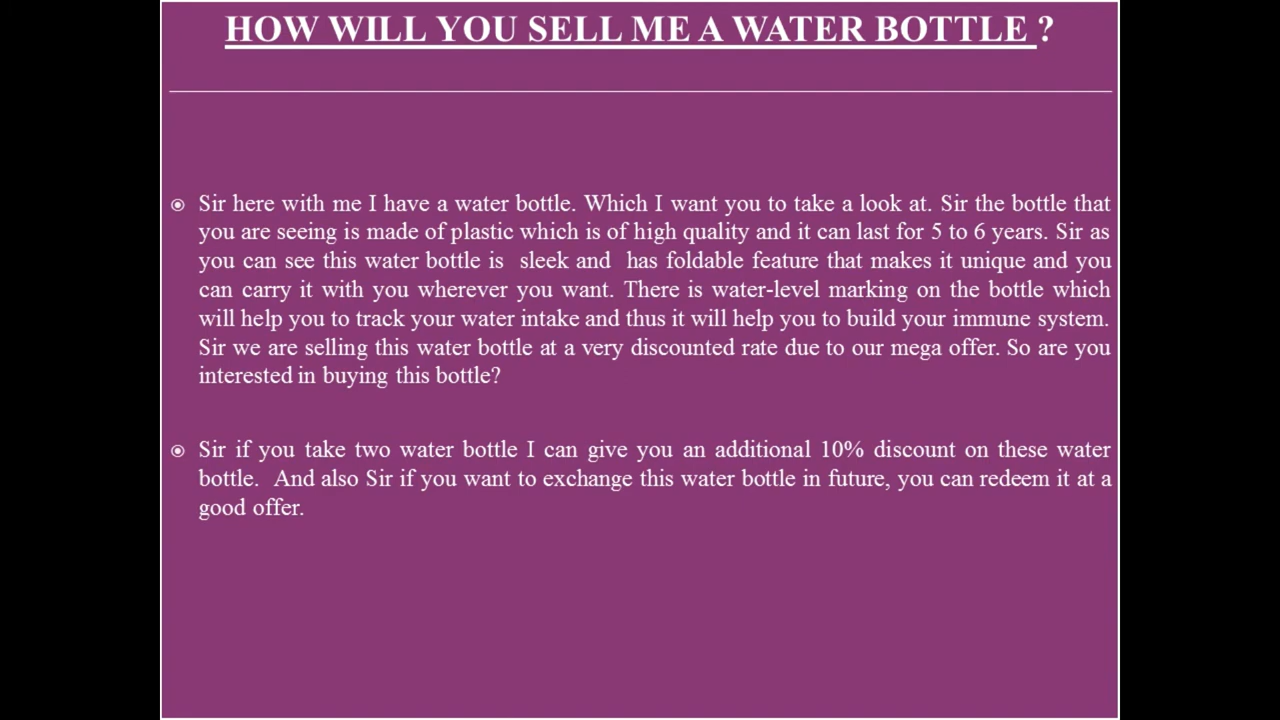 HOW WILL YOU SELL ME A WATER BOTTLE ?
Sir here with me I have a water bottle. Which I want you to take a look at. Sir the bottle that
you are seeing is made of plastic which is of high quality and it can last for 5 to 6 years. Sir as
you can see this water bottle is sleek and has foldable feature that makes it unique and you
can carry it with you wherever you want. There is water-level marking on the bottle which
will help you to track your water intake and thus it will help you to build your immune system.
Sir we are selling this water bottle at a very discounted rate due to our mega offer. So are you
interested in buying this bottle?
Sir if you take two water bottle I can give you an additional 10% discount on these water
bottle. And also Sir if you want to exchange this water bottle in future, you can redeem it at a
good offer.